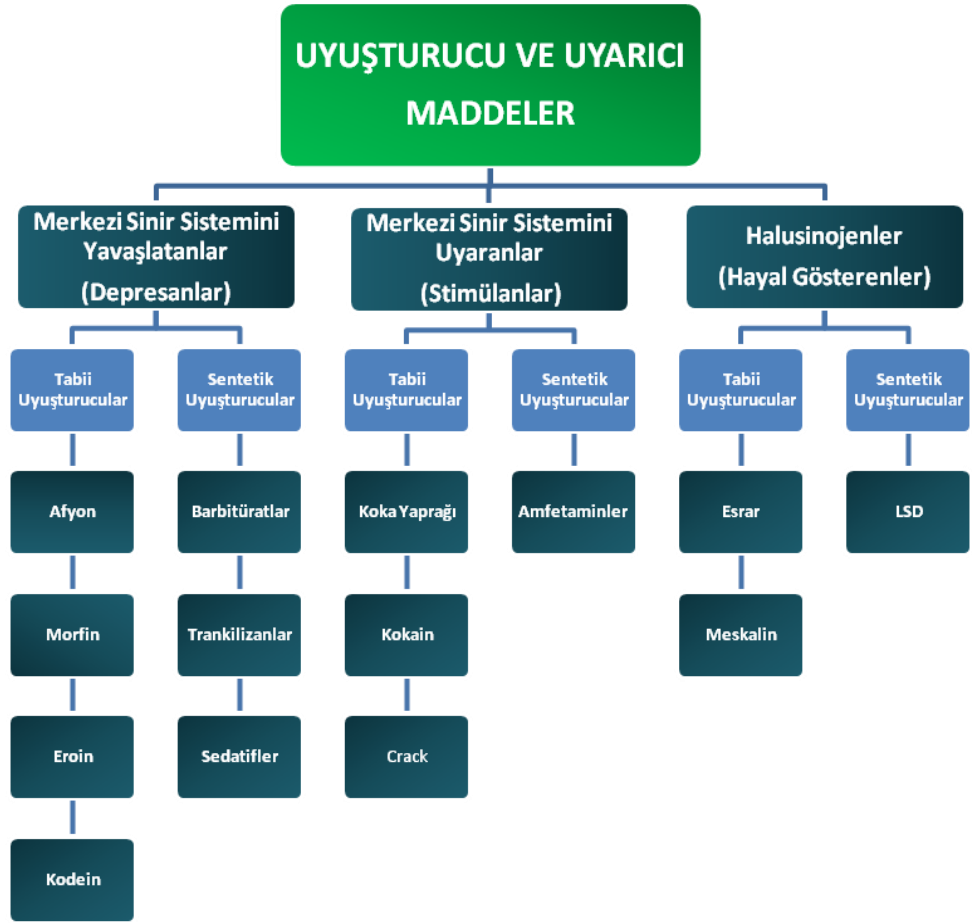 UYUŞTURUCU VE UYARICI
MADDELER
Merkezi Sinir Sistemini
Yavaşlatanlar
(Depresanlar)
Merkezi Sinir Sistemini
Uyaranlar
(Stimülanlar)
Halusinojenler
(Hayal Gösterenler)
Tabii
Uyuşturucular
Sentetik
Uyuşturucular
Tabii
Uyuşturucular
Sentetik
Uyuşturucular
Tabii
Uyuşturucular
Sentetik
Uyuşturucular
Afyon
Barbitüratlar
Koka Yaprağı
Amfetaminler
Esrar
LSD
Morfin
Trankilizanlar
Kokain
Meskalin
Eroin
Sedatifler
Crack
Kodein